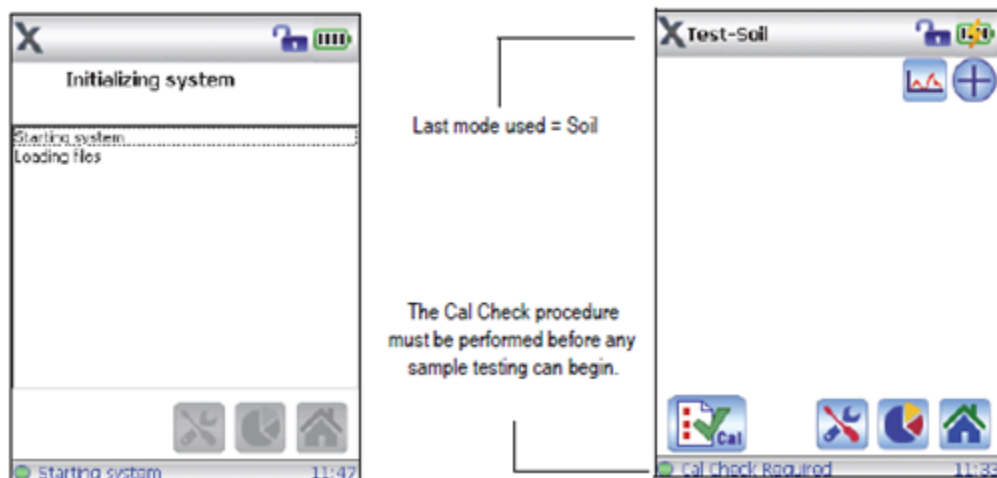 Initializing system
Starting system
Loading files
Starting system 11:47
Last mode used = Soil
The Cal Check procedure
must be performed before any
sample testing can begin.
Test-Soil
Cal
Cal Check Required 11:33